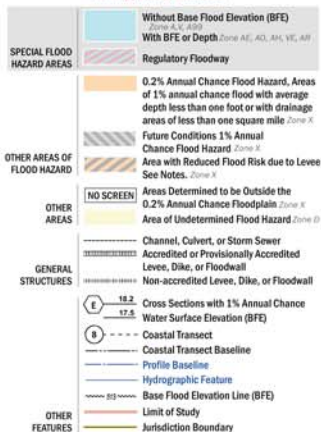 Without Base Flood Elevation (BFE)
Zone A,V, A99
With BFE or Depth Zone AE, AO, AH, VE, AR
SPECIAL FLOOD
HAZARD AREAS
Regulatory Floodway
0.2% Annual Chance Flood Hazard, Areas
of 1% annual chance flood with average
depth less than one foot or with drainage
areas of less than one square mile Zone X
Future Conditions 1% Annual
Chance Flood Hazard Zone X
OTHER AREAS OF
FLOOD HAZARD
Area with Reduced Flood Risk due to Levee
See Notes. Zone X
NO SCREEN
Areas Determined to be Outside the
0.2% Annual Chance Floodplain Zone X
OTHER
AREAS
Area of Undetermined Flood Hazard Zone D
Channel, Culvert, or Storm Sewer
Accredited or Provisionally Accredited
Levee, Dike, or Floodwall
GENERAL
STRUCTURES
Non-accredited Levee, Dike, or Floodwall
E 18.2 Cross Sections with 1% Annual Chance
17.5 Water Surface Elevation (BFE)
8 Coastal Transect
Coastal Transect Baseline
Profile Baseline
Hydrographic Feature
513 Base Flood Elevation Line (BFE)
Limit of Study
OTHER
FEATURES
Jurisdiction Boundary